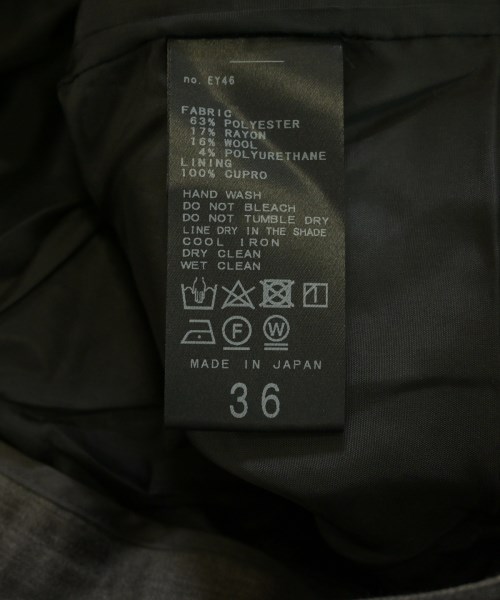 no. EY46
FABRIC
63% POLYESTER
17% RAYON
16% WOOL
4% POLYURETHANE
LINING
100% CUPRO
HAND WASH
DO NOT BLEACH
DO NOT TUMBLE DRY
LINE DRY IN THE SHADE
COOL IRON
DRY CLEAN
WET CLEAN
F W
MADE IN JAPAN
36